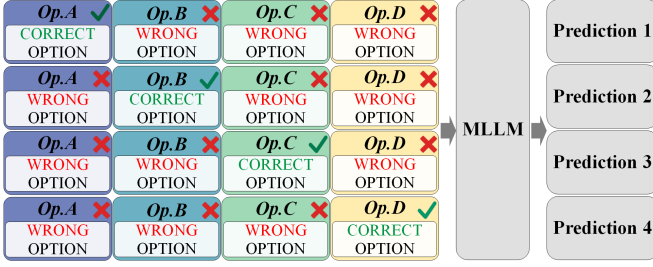 Op.A Op.B Op.C Op.D
CORRECT WRONG WRONG WRONG
OPTION OPTION OPTION OPTION
Prediction 1
Op.A Op.B Op.C Op.D
WRONG CORRECT WRONG WRONG
OPTION OPTION OPTION OPTION
Prediction 2
MLLM
Op.A Op.B Op.C Op.D
WRONG WRONG CORRECT WRONG
OPTION OPTION OPTION OPTION
Prediction 3
Op.A Op.B Op.C Op.D
WRONG WRONG WRONG CORRECT
OPTION OPTION OPTION OPTION
Prediction 4